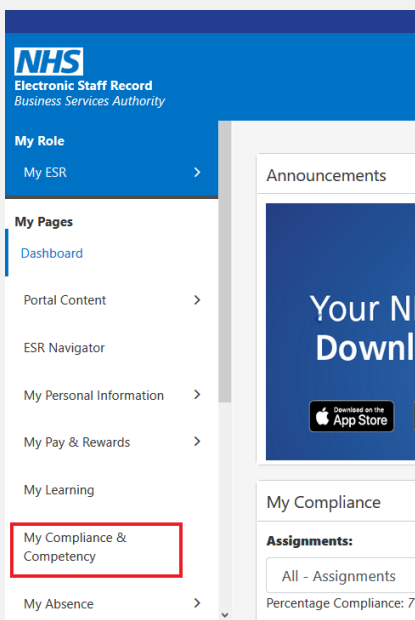 NHS
Electronic Staff Record
Business Services Authority
My Role
My ESR
My Pages
Dashboard
Portal Content
ESR Navigator
My Personal Information
My Pay & Rewards
My Learning
My Compliance &
Competency
My Absence
Announcements
Your N
Downl
Download on the
App Store
My Compliance
Assignments:
All - Assignments
Percentage Compliance: 7